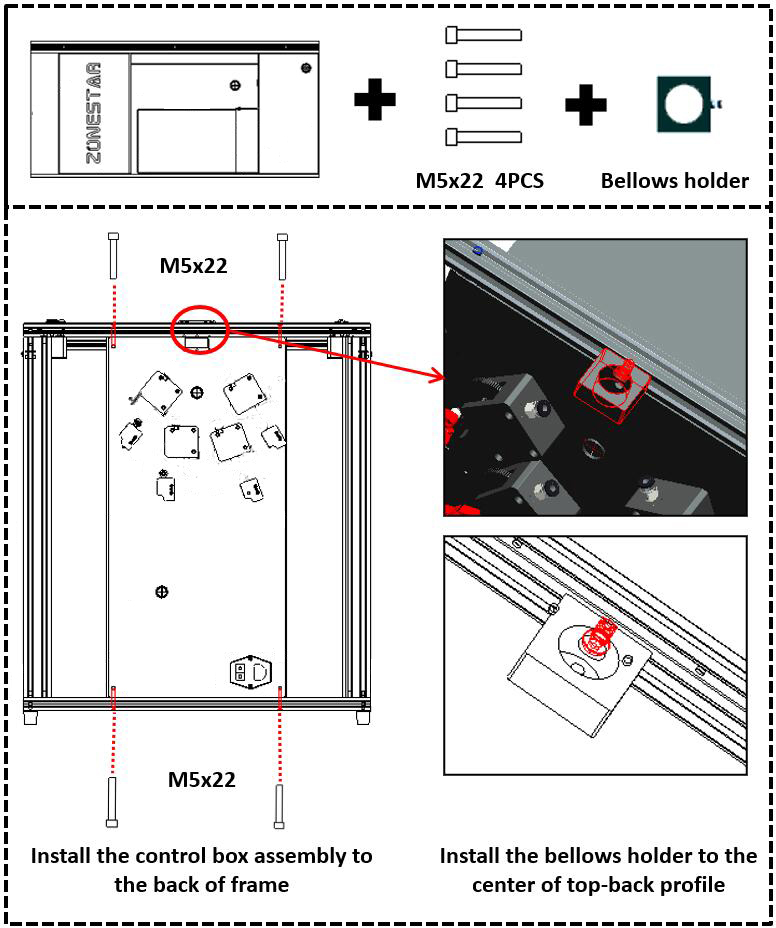 ZONESTAR
M5x22 4PCS
Bellows holder
M5x22
M5x22
Install the control box assembly to
the back of frame
Install the bellows holder to the
center of top-back profile